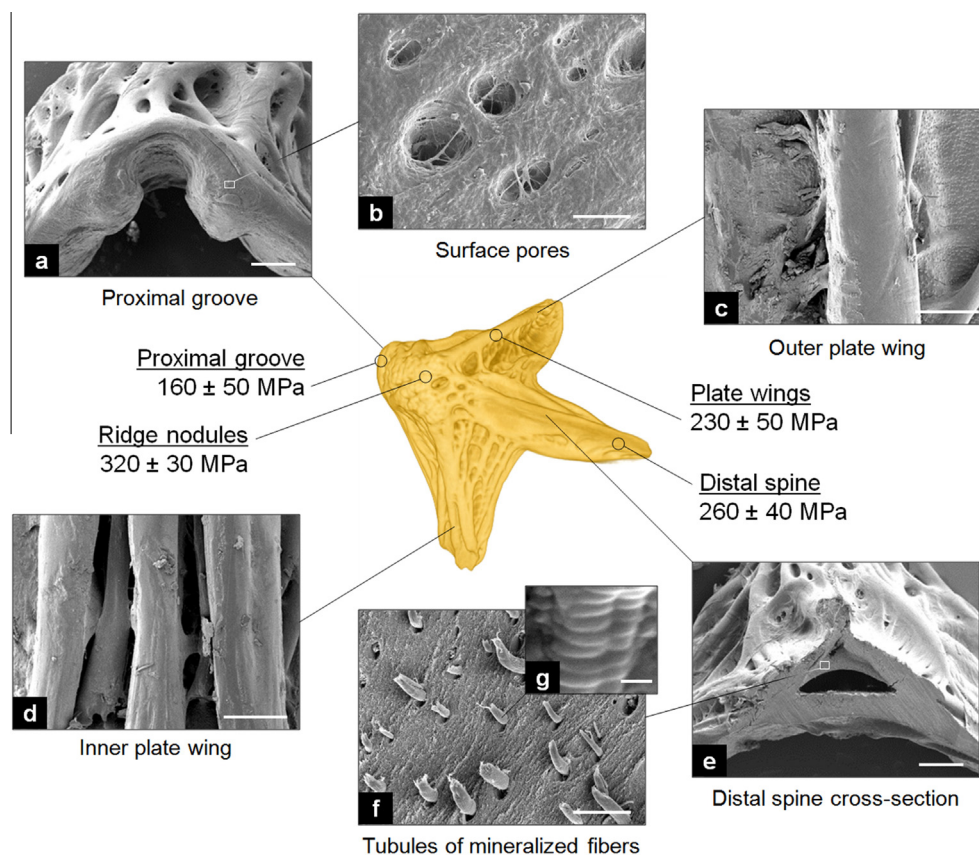 a
Proximal groove
b
Surface pores
c
Outer plate wing
Proximal groove
160 ± 50 MPa
Ridge nodules
320 ± 30 MPa
Plate wings
230 ± 50 MPa
Distal spine
260 ± 40 MPa
d
Inner plate wing
g
f
Tubules of mineralized fibers
e
Distal spine cross-section